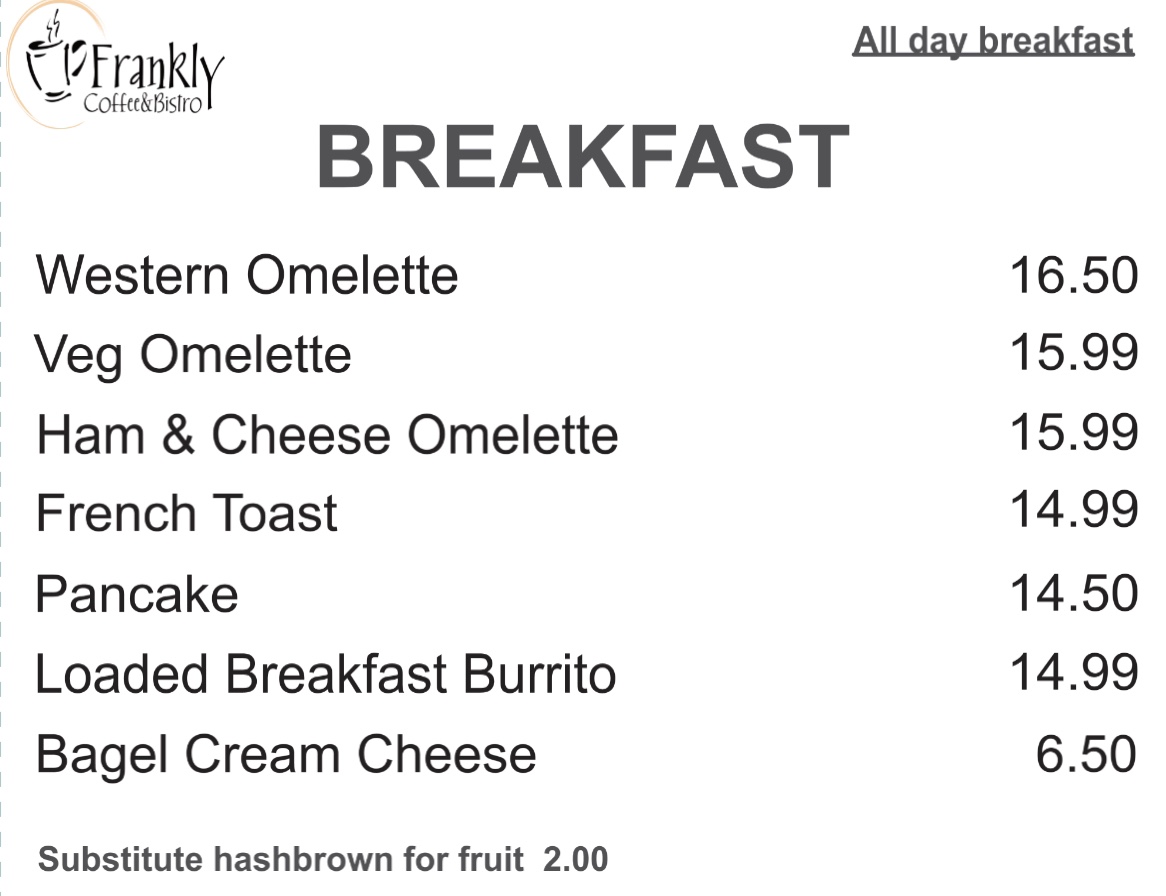 Frankly
Coffee&Bistro
All day breakfast
BREAKFAST
Western Omelette 16.50
Veg Omelette 15.99
Ham & Cheese Omelette 15.99
French Toast 14.99
Pancake 14.50
Loaded Breakfast Burrito 14.99
Bagel Cream Cheese 6.50
Substitute hashbrown for fruit 2.00